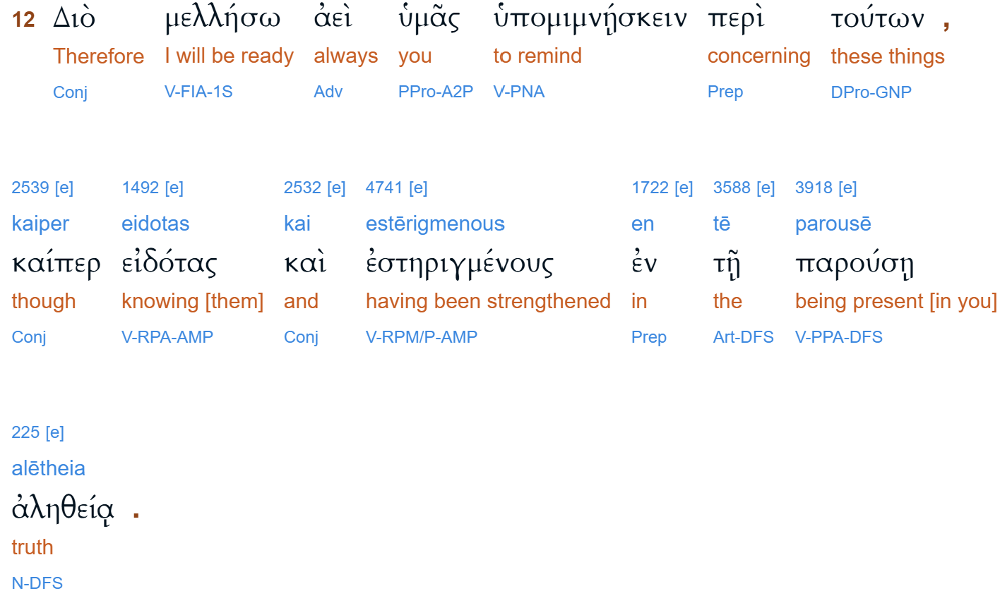 12 Διὸ μελλήσω ἀεὶ ὑμᾶς ὑπομιμνῄσκειν περὶ τούτων ,
Therefore I will be ready always you to remind concerning these things
Conj V-FIA-1S Adv PPro-A2P V-PNA Prep DPro-GNP
2539 [e] 1492 [e] 2532 [e] 4741 [e] 1722 [e] 3588 [e] 3918 [e]
kaiper eidotas kai estērigmenous en tē parousē
καίπερ εἰδότας καὶ ἐστηριγμένους ἐν τῇ παρούσῃ
though knowing [them] and having been strengthened in the being present [in you]
Conj V-RPA-AMP Conj V-RPM/P-AMP Prep Art-DFS V-PPA-DFS
225 [e]
alētheia
ἀληθείᾳ .
truth
N-DFS